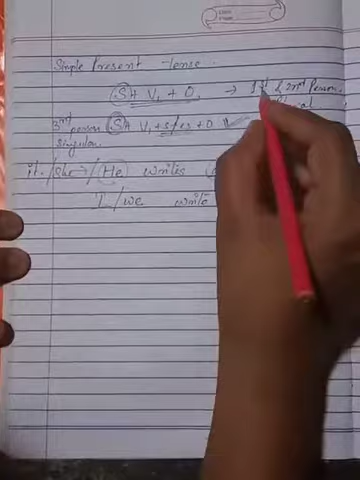 Simple Present tense
S + V1 + O. → 1st & 2nd Person
3rd person S + V1 + s/es + O
Singular
it /She /He writes
I/we write